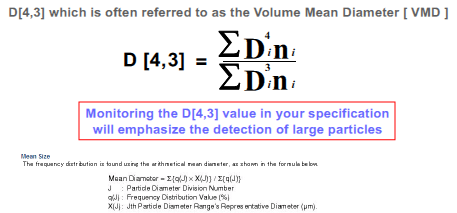 D[4,3] which is often referred to as the Volume Mean Diameter [ VMD ]
D [4,3] = ∑D⁴ᵢnᵢ / ∑D³ᵢnᵢ
Monitoring the D[4,3] value in your specification
will emphasize the detection of large particles
Mean Size
The frequency distribution is found using the arithmetical mean diameter, as shown in the formula below.
Mean Diameter = Σ{q(J) × X(J)} / Σ{q(J)}
J : Particle Diameter Division Number
q(J) : Frequency Distribution Value (%)
X(J) : Jth Particle Diameter Range's Representative Diameter (μm).